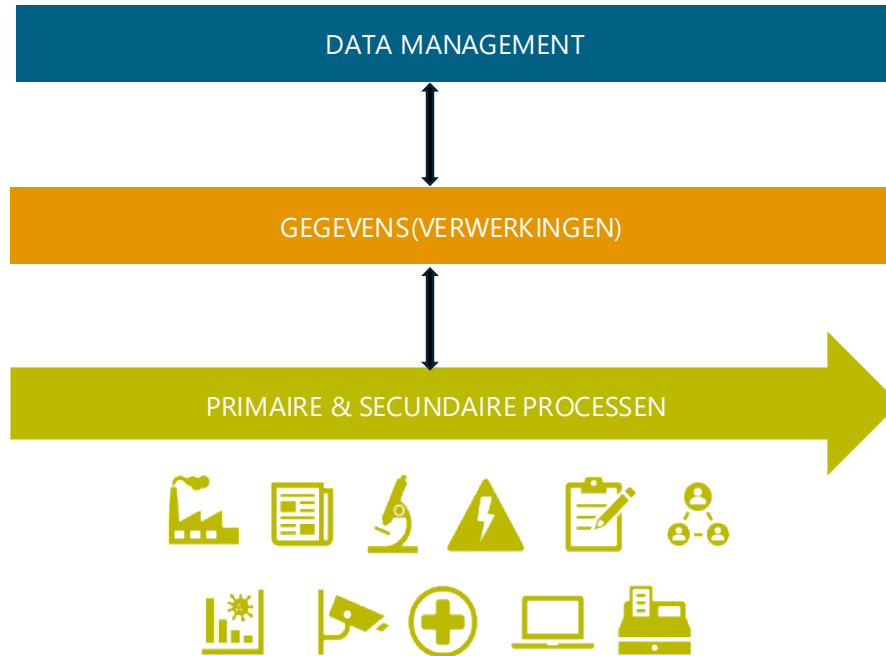 DATA MANAGEMENT
GEGEVENS(VERWERKINGEN)
PRIMAIRE & SECUNDAIRE PROCESSEN